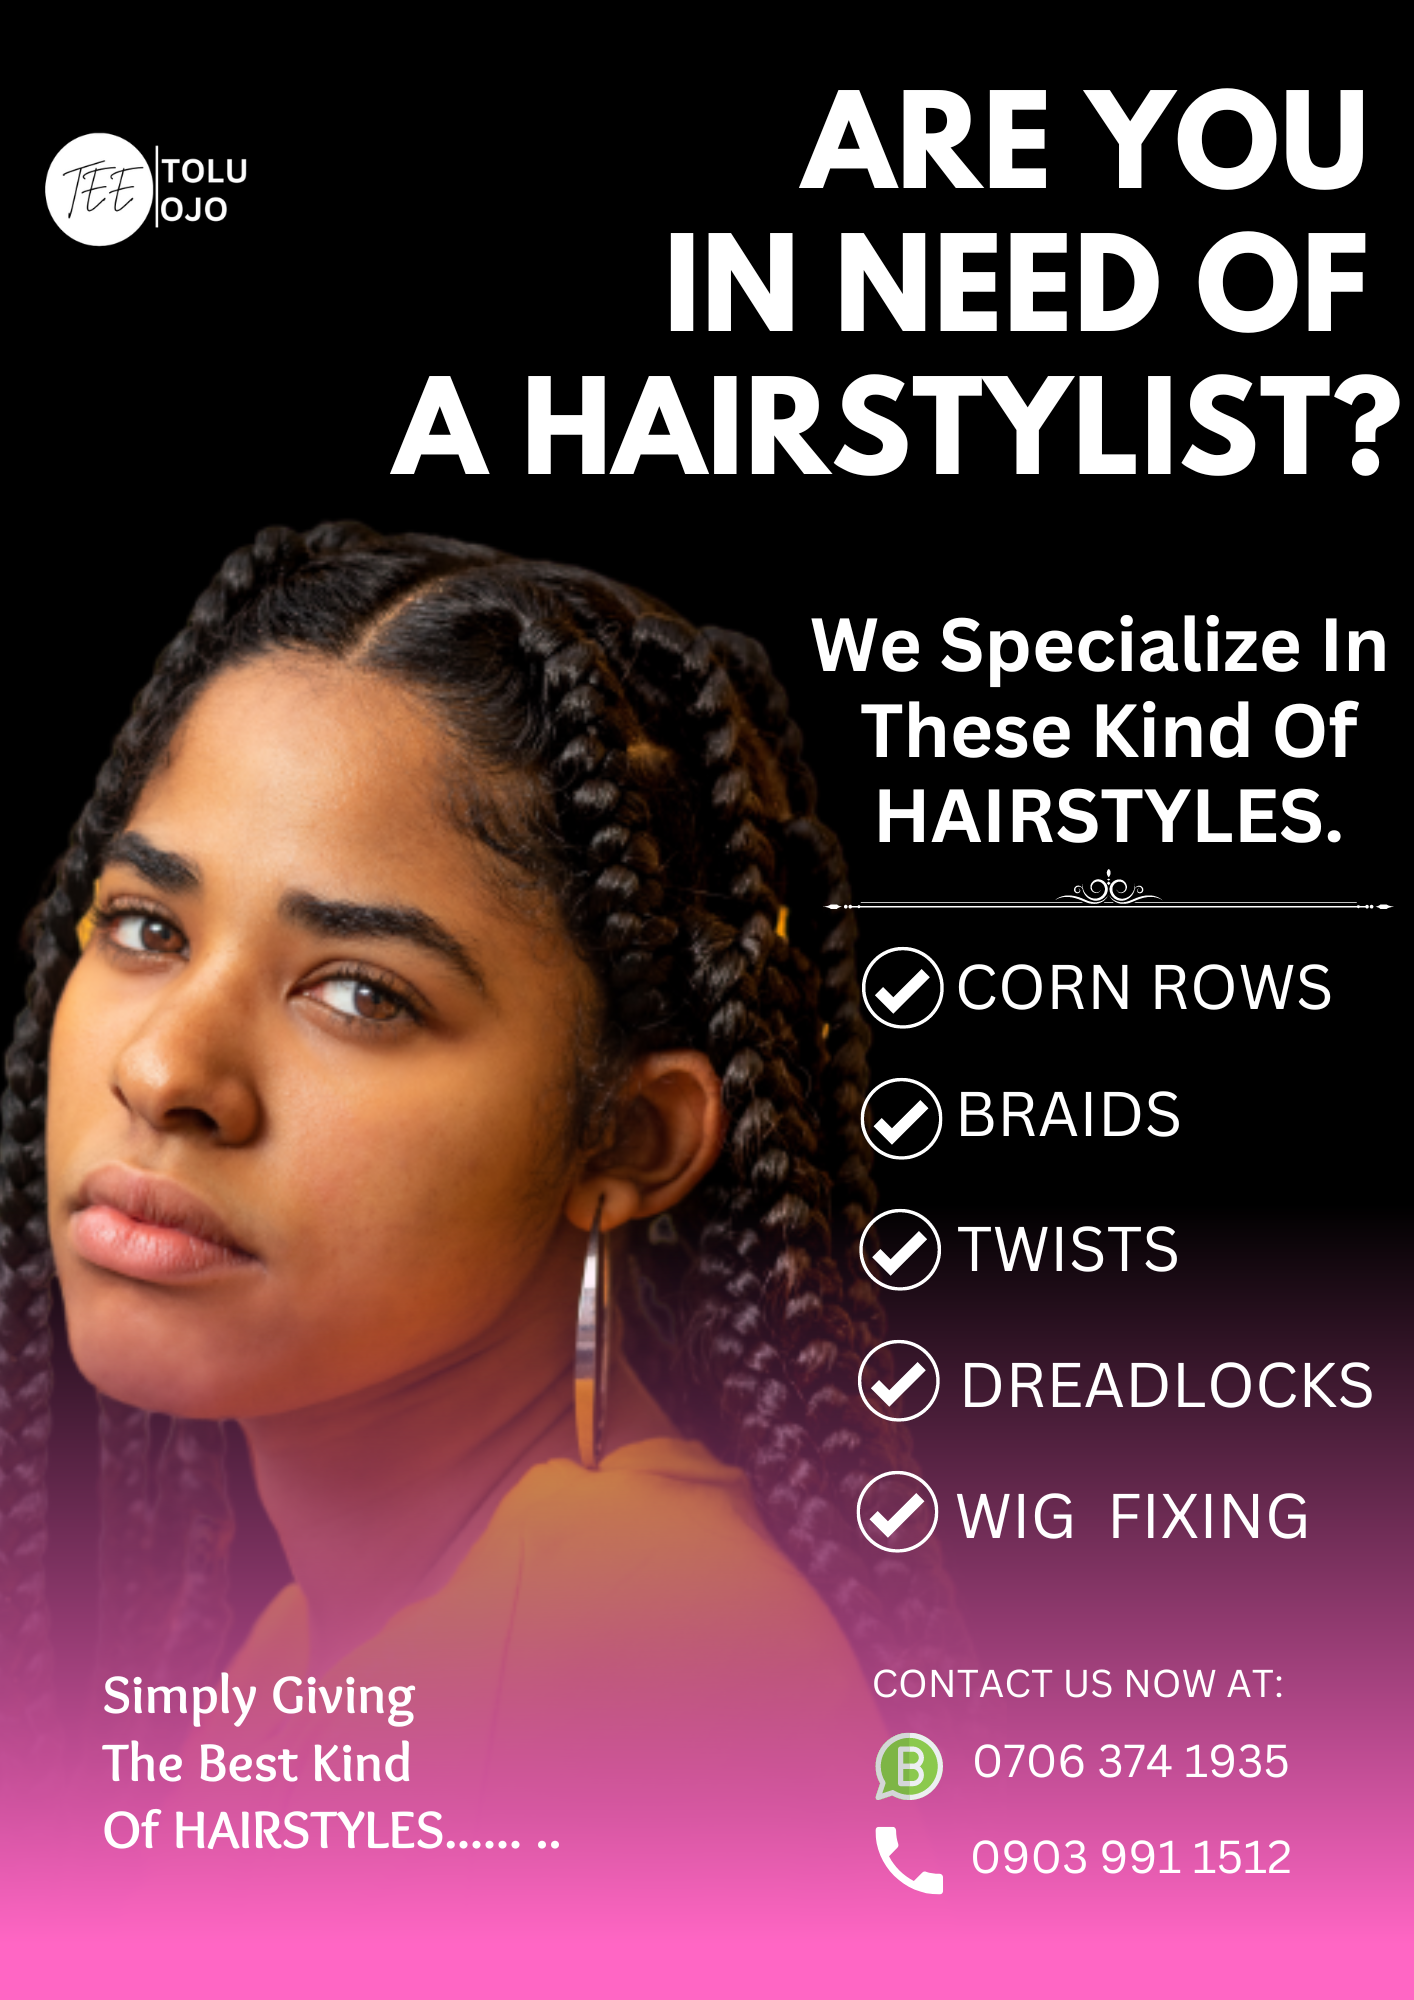 TEE
TOLU
OJO
ARE YOU
IN NEED OF
A HAIRSTYLIST?
We Specialize In
These Kind Of
HAIRSTYLES.
CORN ROWS
BRAIDS
TWISTS
DREADLOCKS
WIG FIXING
Simply Giving
The Best Kind
Of HAIRSTYLES...... ..
CONTACT US NOW AT:
B 0706 374 1935
0903 991 1512